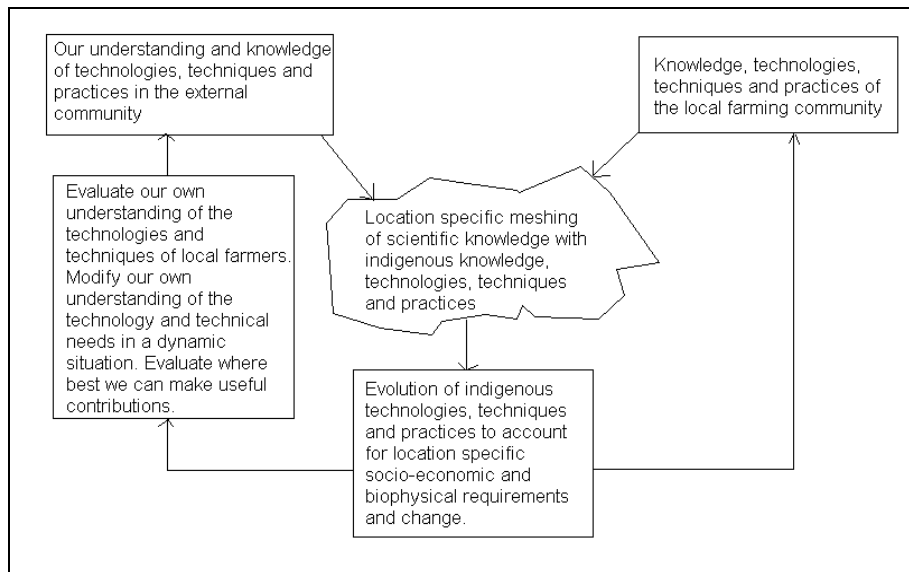 Our understanding and knowledge
of technologies, techniques and
practices in the external
community
Knowledge, technologies,
techniques and practices of
the local farming community
Evaluate our own
understanding of the
technologies and
techniques of local farmers.
Modify our own
understanding of the
technology and technical
needs in a dynamic
situation. Evaluate where
best we can make useful
contributions.
Location specific meshing
of scientific knowledge with
indigenous knowledge,
technologies, techniques
and practices
Evolution of indigenous
technologies, techniques
and practices to account
for location specific
socio-economic and
biophysical requirements
and change.